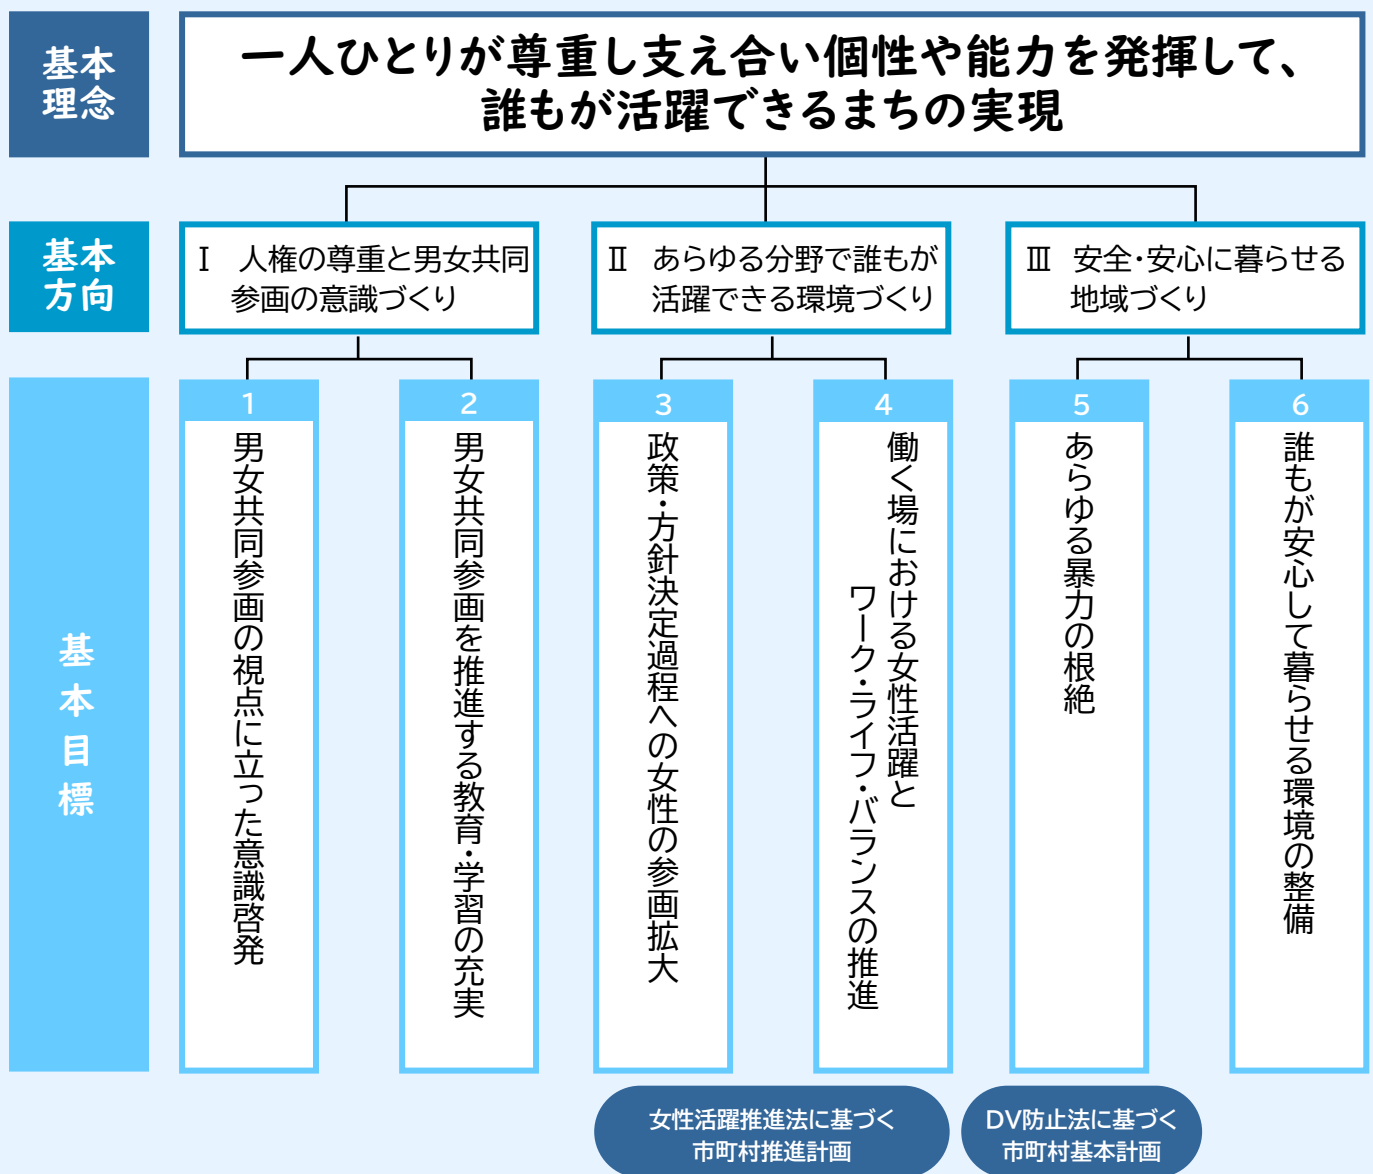 基本
理念
一人ひとりが尊重し支え合い個性や能力を発揮して、
誰もが活躍できるまちの実現
基本
方向
Ⅰ 人権の尊重と男女共同
参画の意識づくり
Ⅱ あらゆる分野で誰もが
活躍できる環境づくり
Ⅲ 安全・安心に暮らせる
地域づくり
基本目標
1
男女共同参画の視点に立った意識啓発
2
男女共同参画を推進する教育・学習の充実
3
政策・方針決定過程への女性の参画拡大
4
働く場における女性活躍と
ワーク・ライフ・バランスの推進
5
あらゆる暴力の根絶
6
誰もが安心して暮らせる環境の整備
女性活躍推進法に基づく
市町村推進計画
DV防止法に基づく
市町村基本計画